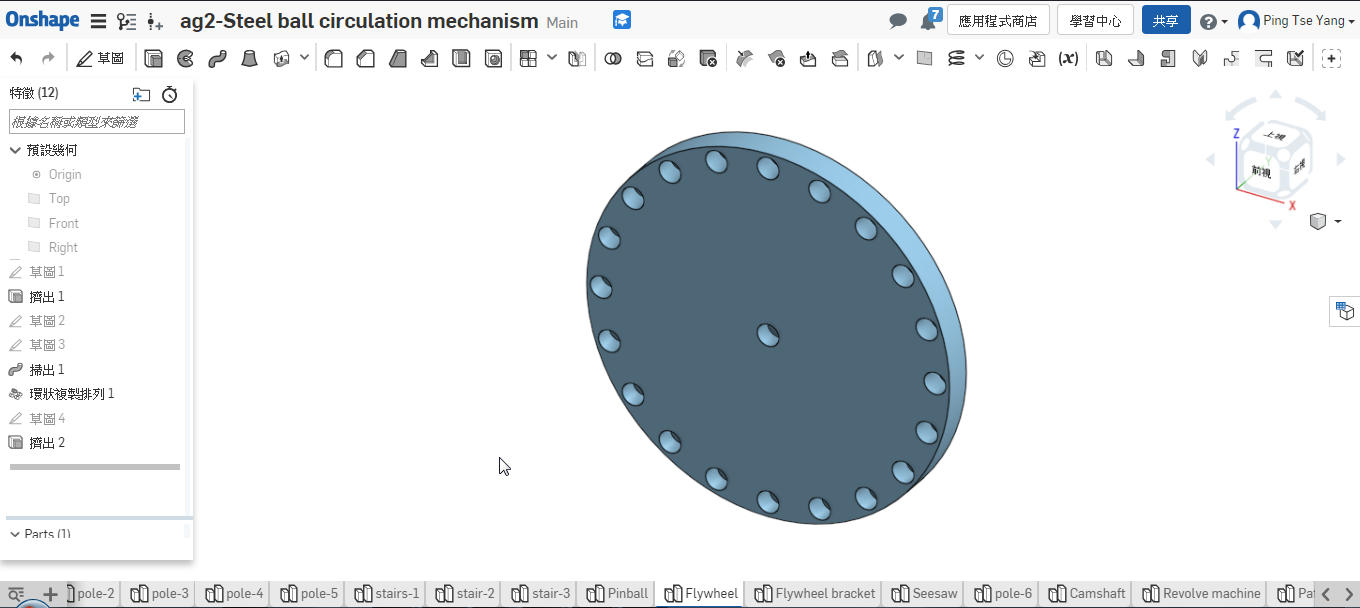 Onshape
ag2-Steel ball circulation mechanism Main
7
應用程式商店
學習中心
共享
Ping Tse Yang
草圖
(x)
特徵 (12)
根據名稱或類型來篩選
預設幾何
Origin
Top
Front
Right
草圖 1
擠出 1
草圖 2
草圖 3
掃出 1
環狀複製排列 1
草圖 4
擠出 2
Parts (1)
Z
上視
前視
右視
Y
X
pole-2
pole-3
pole-4
pole-5
stairs-1
stair-2
stair-3
Pinball
Flywheel
Flywheel bracket
Seesaw
pole-6
Camshaft
Revolve machine
Pa